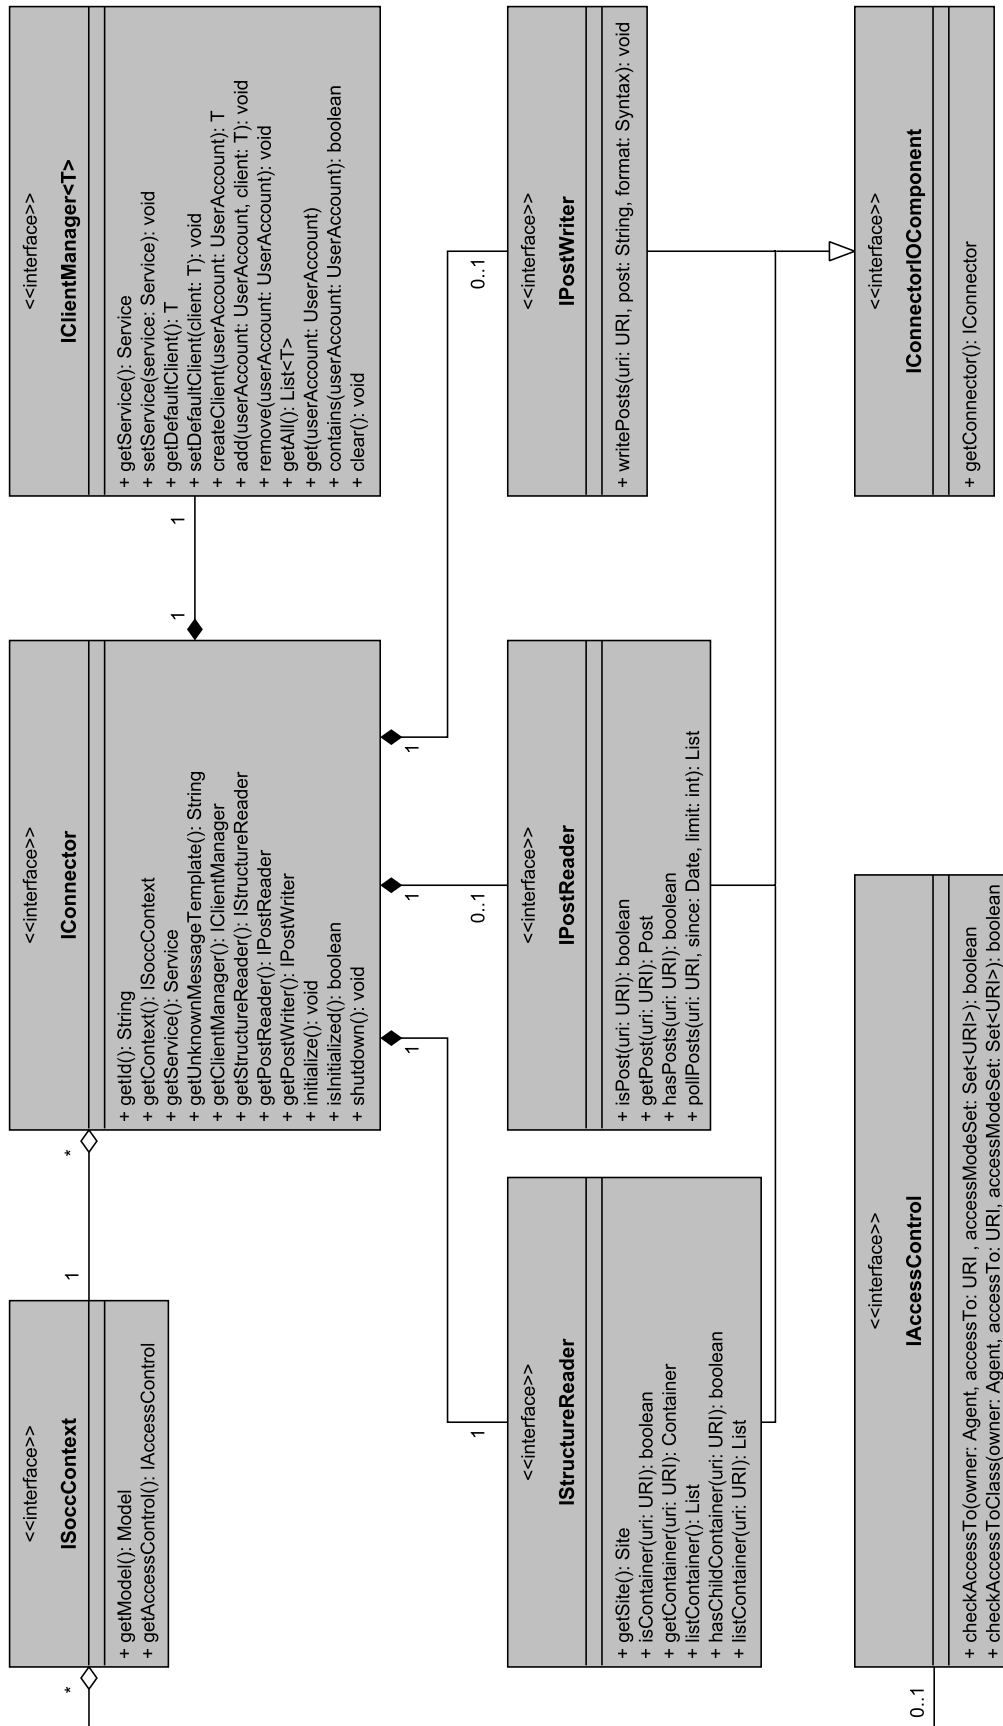 <<interface>>
ISoccContext
+ getModel(): Model
+ getAccessControl(): IAccessControl
*
1
*
<<interface>>
IConnector
+ getId(): String
+ getContext(): ISoccContext
+ getService(): Service
+ getUnknownMessageTemplate(): String
+ getClientManager(): IClientManager
+ getStructureReader(): IStructureReader
+ getPostReader(): IPostReader
+ getPostWriter(): IPostWriter
+ initialize(): void
+ isInitialized(): boolean
+ shutdown(): void
1
1
<<interface>>
IClientManager<T>
+ getService(): Service
+ setService(service: Service): void
+ getDefaultClient(): T
+ setDefaultClient(client: T): void
+ createClient(userAccount: UserAccount): T
+ add(userAccount: UserAccount, client: T): void
+ remove(userAccount: UserAccount): void
+ getAll(): List<T>
+ get(userAccount: UserAccount)
+ contains(userAccount: UserAccount): boolean
+ clear(): void
1
1
1
1
0..1
0..1
<<interface>>
IStructureReader
+ getSite(): Site
+ isContainer(uri: URI): boolean
+ getContainer(uri: URI): Container
+ listContainer(): List
+ hasChildContainer(uri: URI): boolean
+ listContainer(uri: URI): List
<<interface>>
IPostReader
+ isPost(uri: URI): boolean
+ getPost(uri: URI): Post
+ hasPosts(uri: URI): boolean
+ pollPosts(uri: URI, since: Date, limit: int): List
<<interface>>
IPostWriter
+ writePosts(uri: URI, post: String, format: Syntax): void
<<interface>>
IAccessControl
+ checkAccessTo(owner: Agent, accessTo: URI , accessModeSet: Set<URI>): boolean
+ checkAccessToClass(owner: Agent, accessTo: URI, accessModeSet: Set<URI>): boolean
0..1
<<interface>>
IConnectorIOComponent
+ getConnector(): IConnector